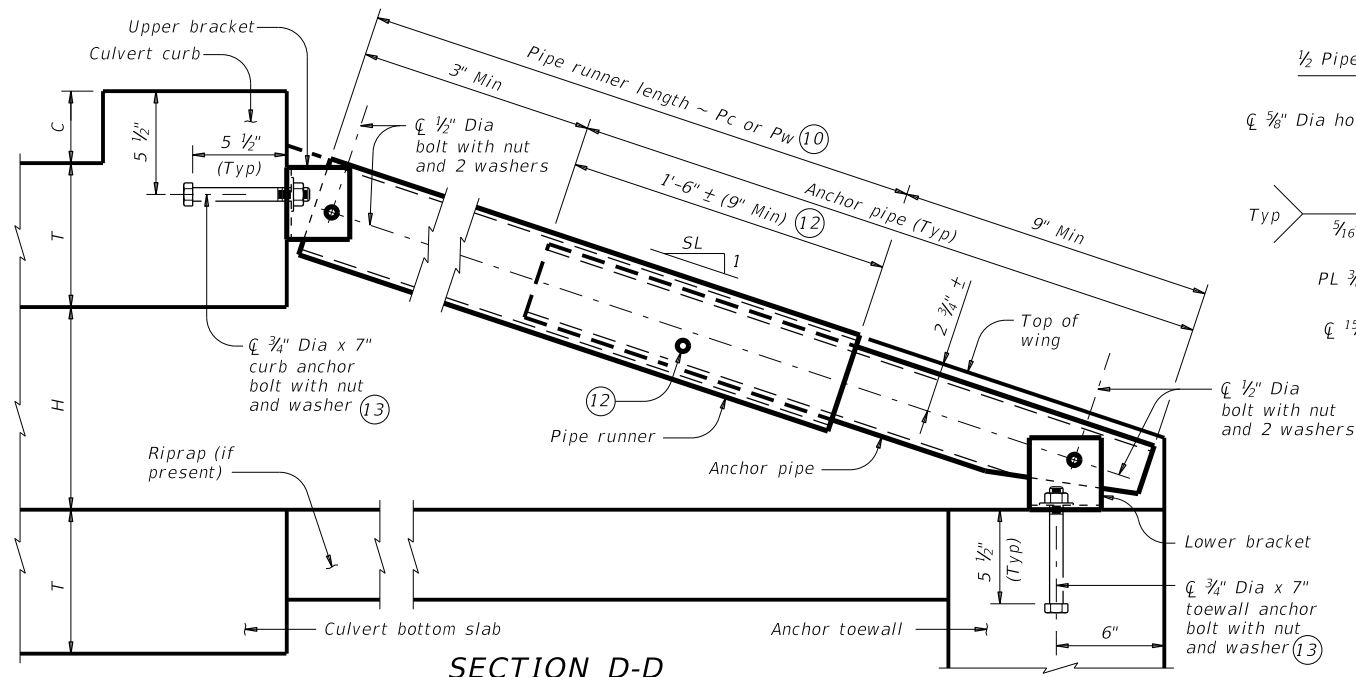 Upper bracket
Culvert curb
C
5 ½"
5 ½"
(Typ)
T
H
T
Pipe runner length ~ Pc or Pw 10
3" Min
℄ ½" Dia
bolt with nut
and 2 washers
1'-6" ± (9" Min) 12
Anchor pipe (Typ)
9" Min
SL
1
2 ¾" ±
Top of
wing
℄ ¾" Dia x 7"
curb anchor
bolt with nut
and washer 13
12
Pipe runner
Anchor pipe
℄ ½" Dia
bolt with nut
and 2 washers
Riprap (if
present)
5 ½"
(Typ)
Lower bracket
℄ ¾" Dia x 7"
toewall anchor
bolt with nut
and washer 13
6"
Culvert bottom slab
Anchor toewall
SECTION D-D
½ Pipe
℄ ⅝" Dia ho
Typ
5/16
PL
℄